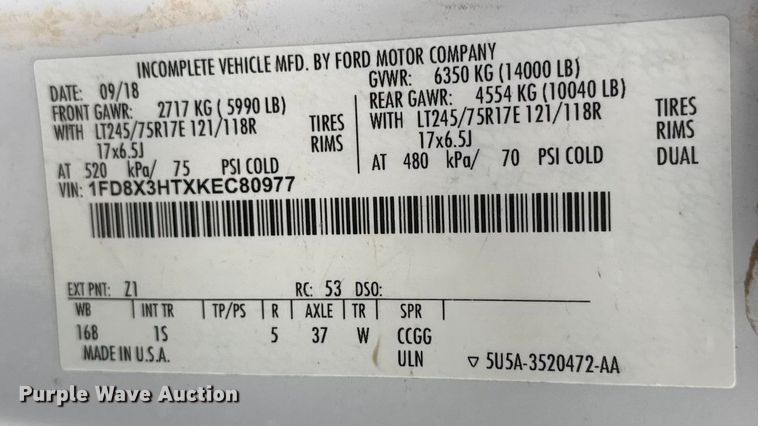 INCOMPLETE VEHICLE MFD. BY FORD MOTOR COMPANY
DATE: 09/18 GVWR: 6350 KG (14000 LB)
FRONT GAWR: 2717 KG ( 5990 LB) REAR GAWR: 4554 KG (10040 LB)
WITH LT245/75R17E 121/118R TIRES WITH LT245/75R17E 121/118R TIRES
17x6.5J RIMS 17x6.5J RIMS
AT 520 kPa/ 75 PSI COLD AT 480 kPa/ 70 PSI COLD DUAL
VIN: 1FD8X3HTXKEC80977
EXT PNT: Z1 RC: 53 DSO:
WB INT TR TP/PS R AXLE TR SPR
168 1S 5 37 W CCGG
MADE IN U.S.A. ULN ▽ 5U5A-3520472-AA
Purple Wave Auction